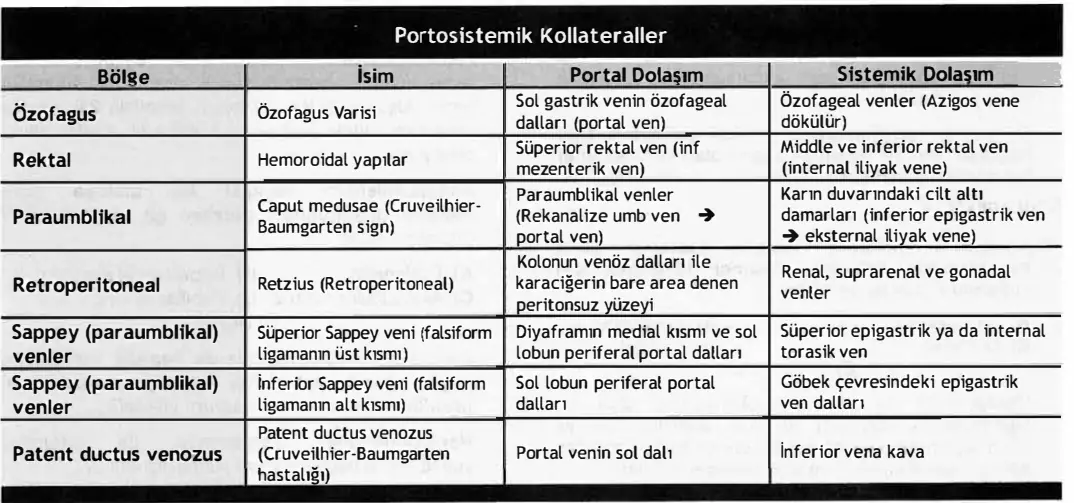 Portosistemik Kollateraller
Bölge İsim Portal Dolaşım Sistemik Dolaşım
Özofagus
Özofagus Varisi
Sol gastrik venin özofageal
dalları (portal ven)
Özofageal venler (Azigos vene
dökülür)
Rektal
Hemoroidal yapılar
Süperior rektal ven (inf
mezenterik ven)
Middle ve inferior rektal ven
(internal iliyak vene)
Paraumblikal
Caput medusae (Cruveilhier-
Baumgarten sign)
Paraumblikal venler
(Rekanalize umb ven ➔
portal ven)
Karın duvarındaki cilt altı
damarları (inferior epigastrik ven
➔ eksternal iliyak vene)
Retroperitoneal
Retzius (Retroperitoneal)
Kolonun venöz dalları ile
karaciğerin bare area denen
peritonsuz yüzeyi
Renal, suprarenal ve gonadal
venler
Sappey (paraumblikal)
venler
Süperior Sappey veni (falsiform
ligamanın üst kısmı)
Diyaframın medial kısmı ve sol
lobun periferal portal dalları
Süperior epigastrik ya da internal
torasik ven
Sappey (paraumblikal)
venler
İnferior Sappey veni (falsiform
ligamanın alt kısmı)
Sol lobun periferal portal
dalları
Göbek çevresindeki epigastrik
ven dalları
Patent ductus venozus
Patent ductus venozus
(Cruveilhier-Baumgarten
hastalığı)
Portal venin sol dalı
İnferior vena kava